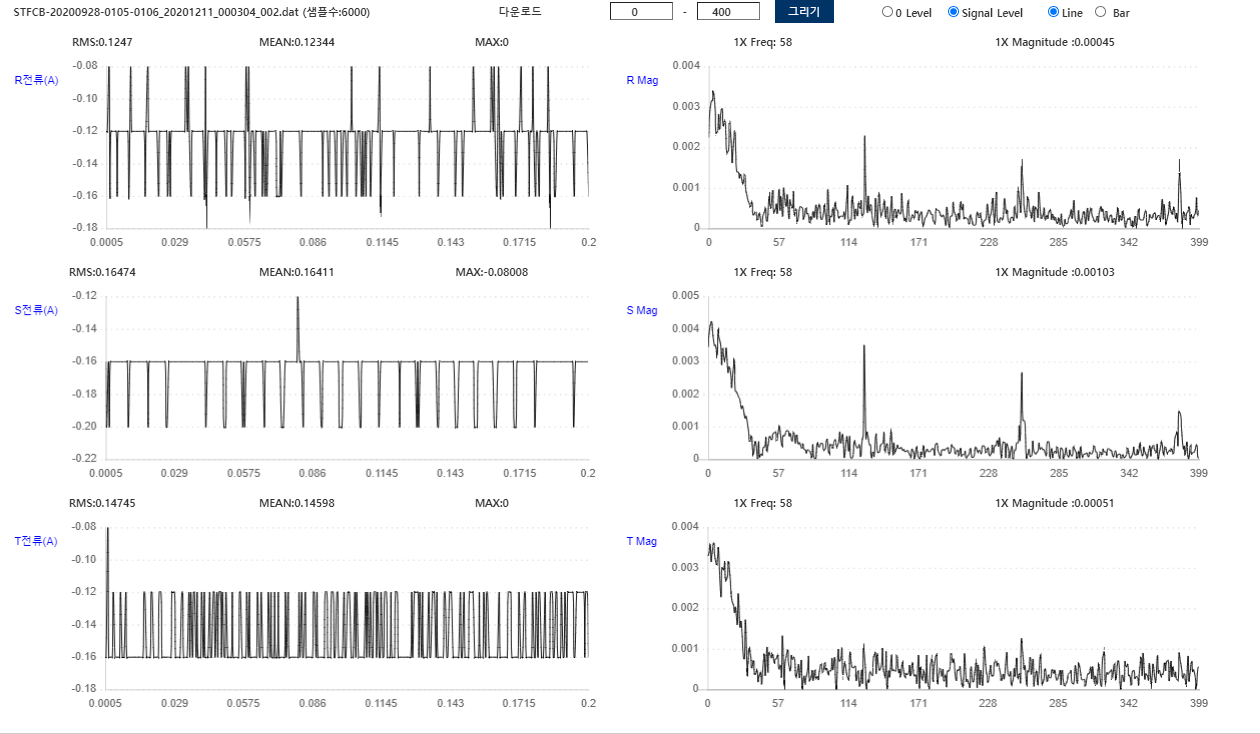 STFCB-20200928-0105-0106_20201211_000304_002.dat (샘플수:6000) 다운로드 0 - 400 그리기 0 Level Signal Level Line Bar
RMS:0.1247 MEAN:0.12344 MAX:0 1X Freq: 58 1X Magnitude :0.00045
R전류(A)
-0.08
-0.10
-0.12
-0.14
-0.16
-0.18
0.0005 0.029 0.0575 0.086 0.1145 0.143 0.1715 0.2
R Mag
0.004
0.003
0.002
0.001
0
0 57 114 171 228 285 342 399
RMS:0.16474 MEAN:0.16411 MAX:-0.08008 1X Freq: 58 1X Magnitude :0.00103
S전류(A)
-0.12
-0.14
-0.16
-0.18
-0.20
-0.22
0.0005 0.029 0.0575 0.086 0.1145 0.143 0.1715 0.2
S Mag
0.005
0.004
0.003
0.002
0.001
0
0 57 114 171 228 285 342 399
RMS:0.14745 MEAN:0.14598 MAX:0 1X Freq: 58 1X Magnitude :0.00051
T전류(A)
-0.08
-0.10
-0.12
-0.14
-0.16
-0.18
0.0005 0.029 0.0575 0.086 0.1145 0.143 0.1715 0.2
T Mag
0.004
0.003
0.002
0.001
0
0 57 114 171 228 285 342 399